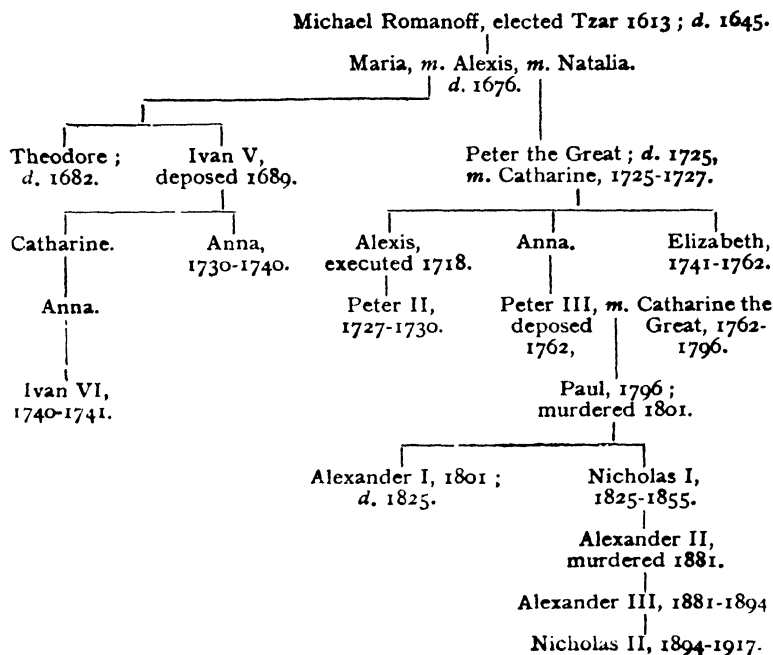 Michael Romanoff, elected Tzar 1613 ; d. 1645.
Maria, m. Alexis, m. Natalia.
d. 1676.
Theodore ;
d. 1682.
Ivan V,
deposed 1689.
Peter the Great ; d. 1725,
m. Catharine, 1725-1727.
Catharine.
Anna,
1730-1740.
Alexis,
executed 1718.
Anna.
Elizabeth,
1741-1762.
Anna.
Peter II,
1727-1730.
Peter III, m. Catharine the
deposed Great, 1762-
1762, 1796.
Ivan VI,
1740-1741.
Paul, 1796 ;
murdered 1801.
Alexander I, 1801 ;
d. 1825.
Nicholas I,
1825-1855.
Alexander II,
murdered 1881.
Alexander III, 1881-1894
Nicholas II, 1894-1917.